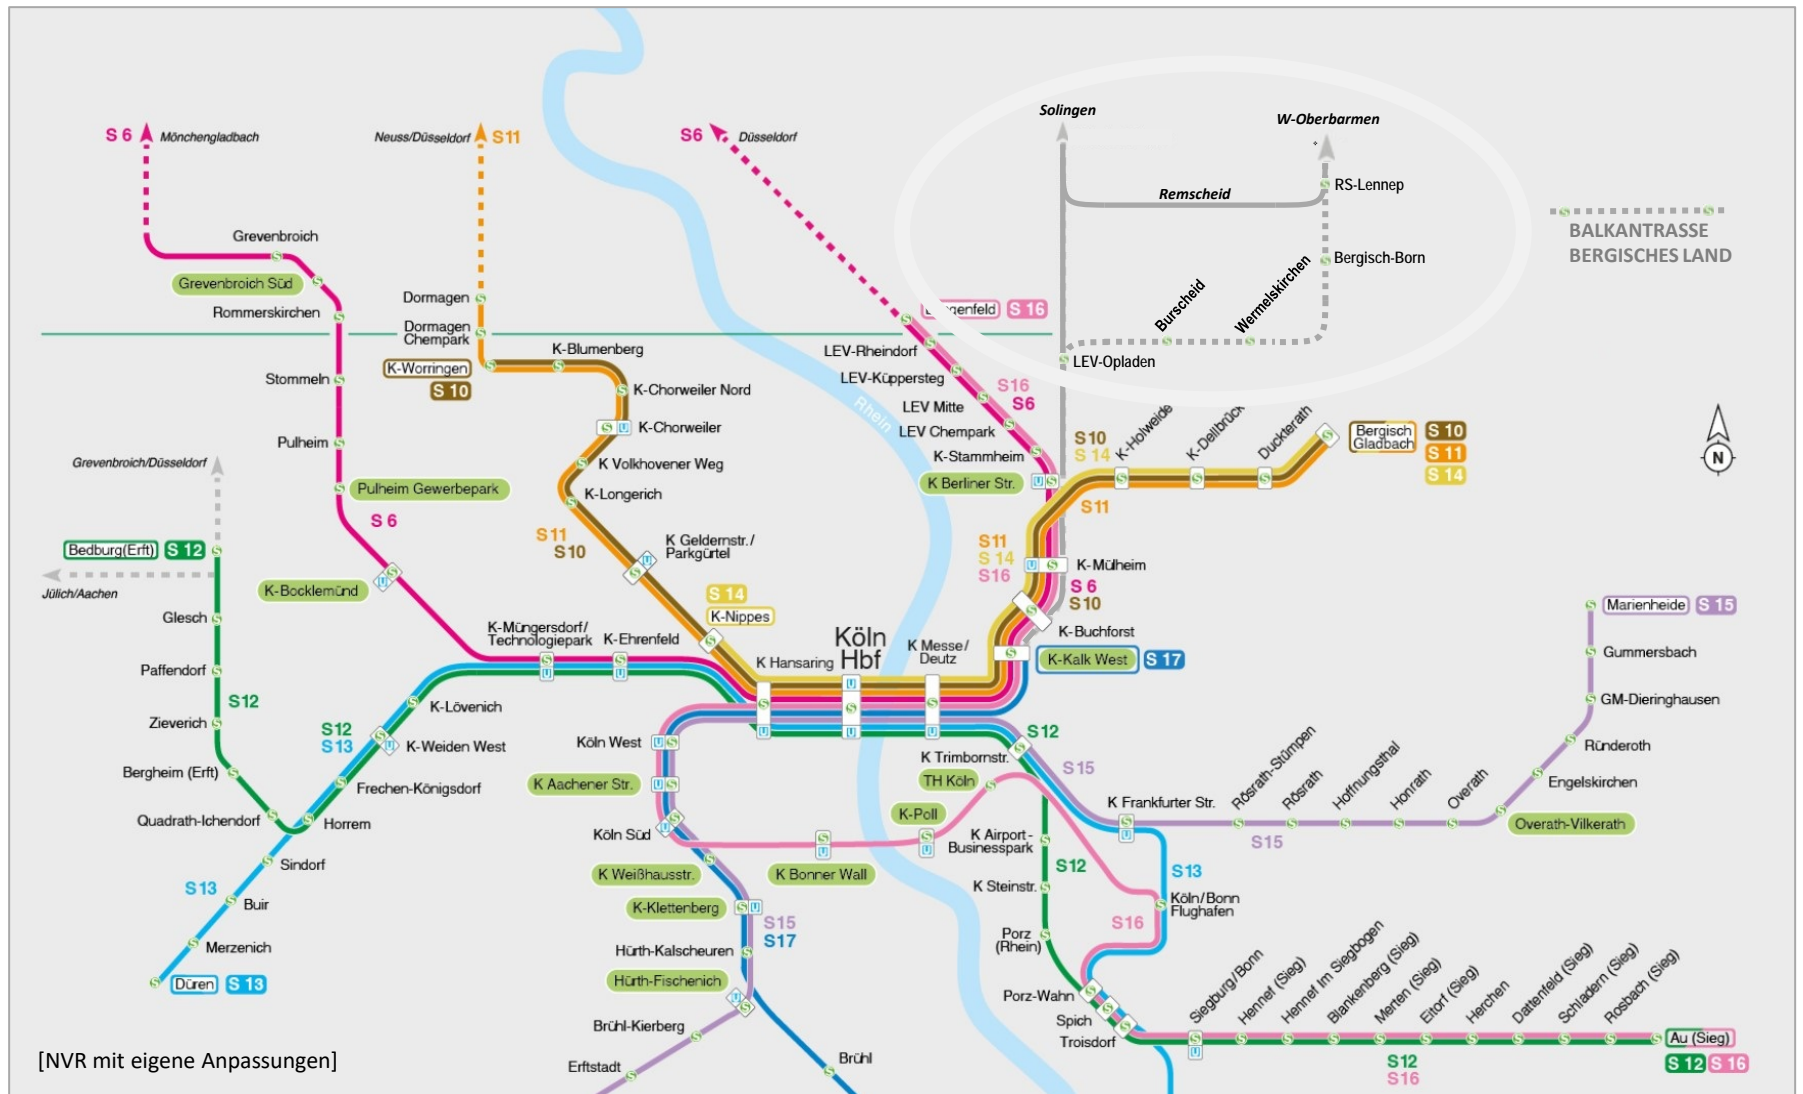 Solingen
W-Oberbarmen
S 6
Mönchengladbach
Neuss/Düsseldorf
S11
S6
Düsseldorf
RS-Lennep
Remscheid
BALKANTRASSE
BERGISCHES LAND
Grevenbroich
Bergisch-Born
Grevenbroich Süd
Burscheid
Wermelskirchen
Dormagen
S 16
Rommerskirchen
Dormagen
Chempark
K-Blumenberg
LEV-Rheindorf
LEV-Opladen
K-Worringen
S 10
Stommeln
LEV-Küppersteg
S16
S6
K-Chorweiler Nord
Rhein
LEV Mitte
K-Chorweiler
LEV Chempark
S10
S 14
K-Holweide
K-Dellbrück
Duckterath
Bergisch
Gladbach
S 10
S 11
S 14
Pulheim
K-Stammheim
N
Grevenbroich/Düsseldorf
K Volkhovener Weg
K Berliner Str.
Pulheim Gewerbepark
K-Longerich
S11
S 6
S11
S10
K Geldernstr./
Parkgürtel
S11
S 14
S16
Bedburg(Erft)
S 12
K-Mülheim
Jülich/Aachen
K-Bocklemünd
S 6
S10
S 14
K-Nippes
Marienheide
S 15
Glesch
K-Müngersdorf/
Technologiepark
K-Ehrenfeld
Köln
Hbf
K Messe/
Deutz
K-Buchforst
K-Kalk West
S 17
Gummersbach
Paffendorf
K Hansaring
S12
K-Lövenich
GM-Dieringhausen
Zieverich
S12
S13
K-Weiden West
Köln West
S12
Ründeroth
K Trimbornstr.
S15
Bergheim (Erft)
Frechen-Königsdorf
K Aachener Str.
TH Köln
Rösrath-Stümpen
Rösrath
Hoffnungsthal
Honrath
Overath
Engelskirchen
K Frankfurter Str.
Quadrath-Ichendorf
Horrem
Köln Süd
K-Poll
K Airport-
Businesspark
S15
Overath-Vilkerath
Sindorf
K Weißhausstr.
K Bonner Wall
S12
S13
S13
Buir
K-Klettenberg
K Steinstr.
Köln/Bonn
Flughafen
S15
S17
S16
Merzenich
Hürth-Kalscheuren
Porz
(Rhein)
Düren
S 13
Hürth-Fischenich
Porz-Wahn
Siegburg/Bonn
Hennef (Sieg)
Hennef Im Siegbogen
Blankenberg (Sieg)
Merten (Sieg)
Eitorf (Sieg)
Herchen
Dattenfeld (Sieg)
Schladern (Sieg)
Rosbach (Sieg)
Brühl-Kierberg
Spich
Troisdorf
Au (Sieg)
S 12
S 16
[NVR mit eigene Anpassungen]
Erftstadt
Brühl
S12
S16